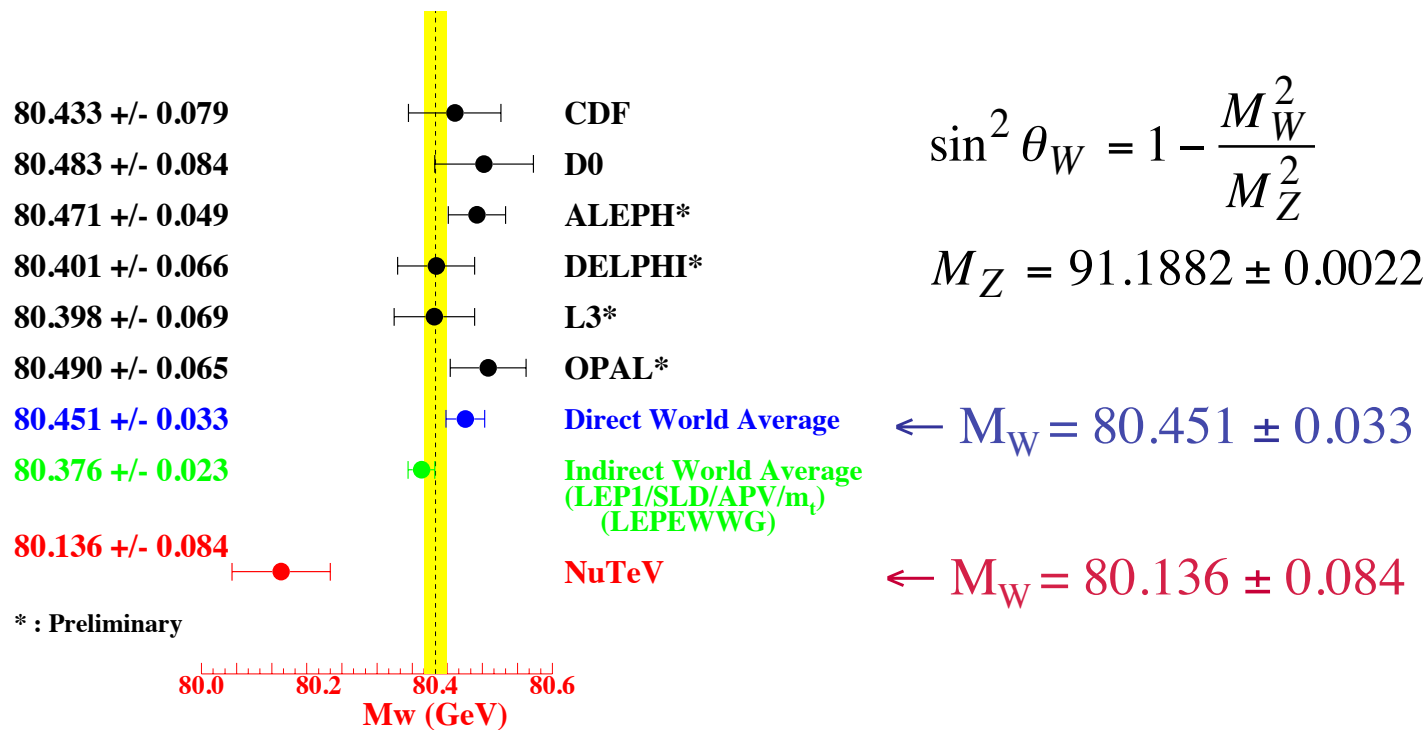 80.433 +/- 0.079 CDF
80.483 +/- 0.084 D0
80.471 +/- 0.049 ALEPH*
80.401 +/- 0.066 DELPHI*
80.398 +/- 0.069 L3*
80.490 +/- 0.065 OPAL*
80.451 +/- 0.033 Direct World Average
80.376 +/- 0.023 Indirect World Average
(LEP1/SLD/APV/m_t)
(LEPEWWG)
80.136 +/- 0.084 NuTeV
* : Preliminary
80.0 80.2 80.4 80.6
Mw (GeV)
sin² θ_W = 1 − M_W² / M_Z²
M_Z = 91.1882 ± 0.0022
← M_W = 80.451 ± 0.033
← M_W = 80.136 ± 0.084